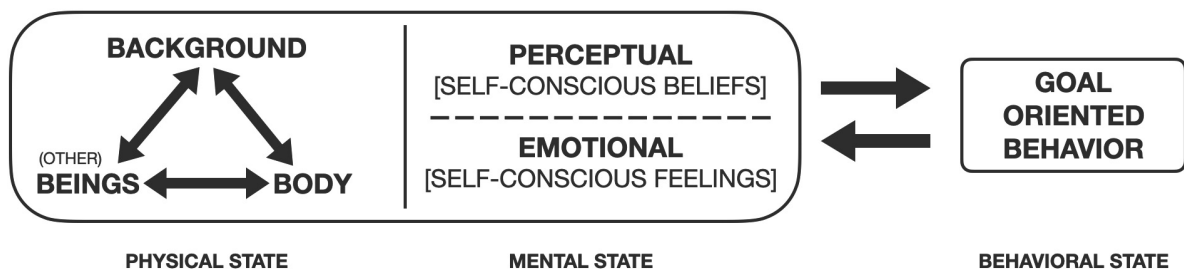 BACKGROUND
(OTHER)
BEINGS
BODY
PERCEPTUAL
[SELF-CONSCIOUS BELIEFS]
EMOTIONAL
[SELF-CONSCIOUS FEELINGS]
GOAL
ORIENTED
BEHAVIOR
PHYSICAL STATE
MENTAL STATE
BEHAVIORAL STATE